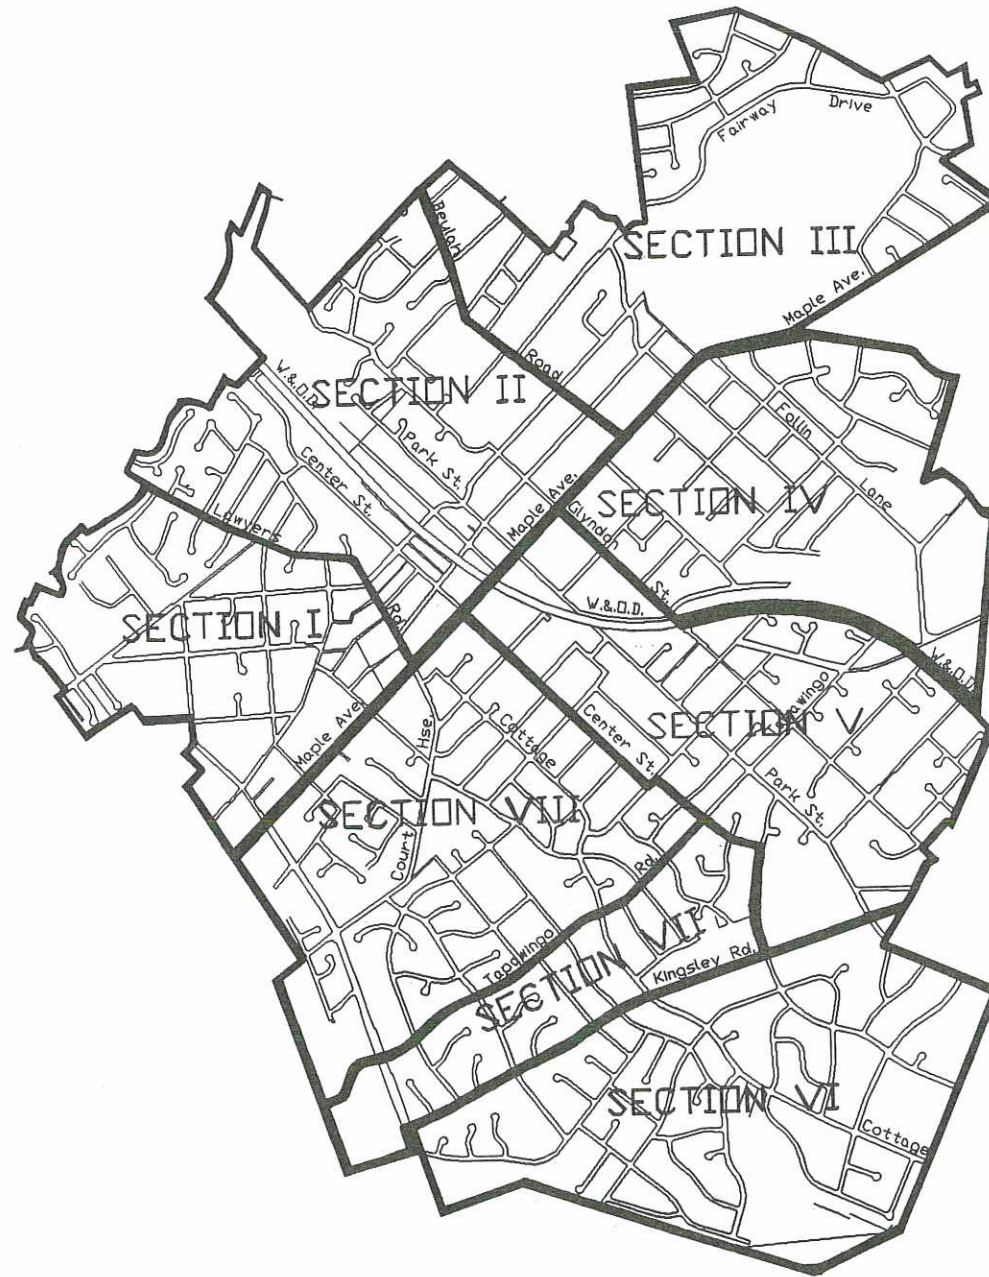 Fairway
Drive
Beulah
SECTION III
Maple Ave.
Road
W.&O.D.
SECTION II
Follin
Park St.
Center St.
Maple Ave.
SECTION IV
Lane
Glyndon
Lawyers
St.
W.&O.D.
SECTION I
Rd.
W.&O.D.
Center St.
SECTION V
Maple Ave.
Hse.
Cottage
Park St.
SECTION VIII
Court
Rd.
Tapawingo
SECTION VII
Kingsley Rd.
SECTION VI
Cottage